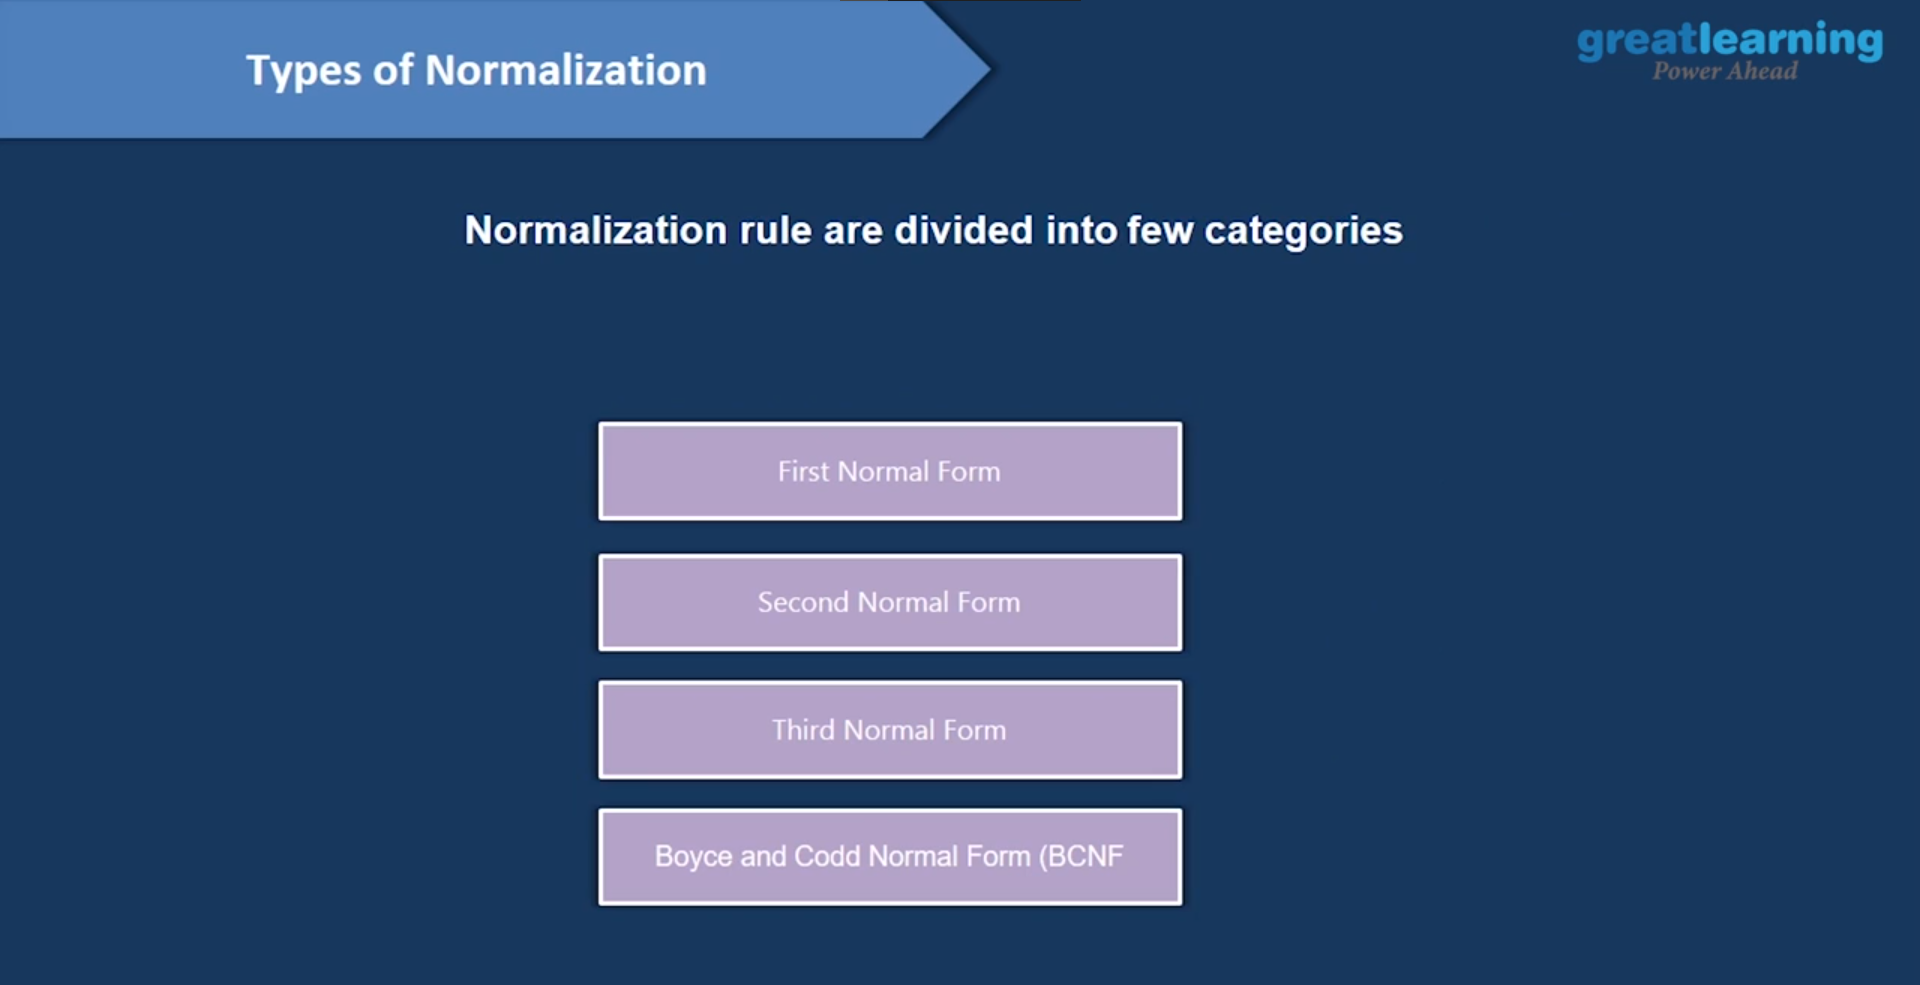 Types of Normalization
greatlearning
Power Ahead
Normalization rule are divided into few categories
First Normal Form
Second Normal Form
Third Normal Form
Boyce and Codd Normal Form (BCNF